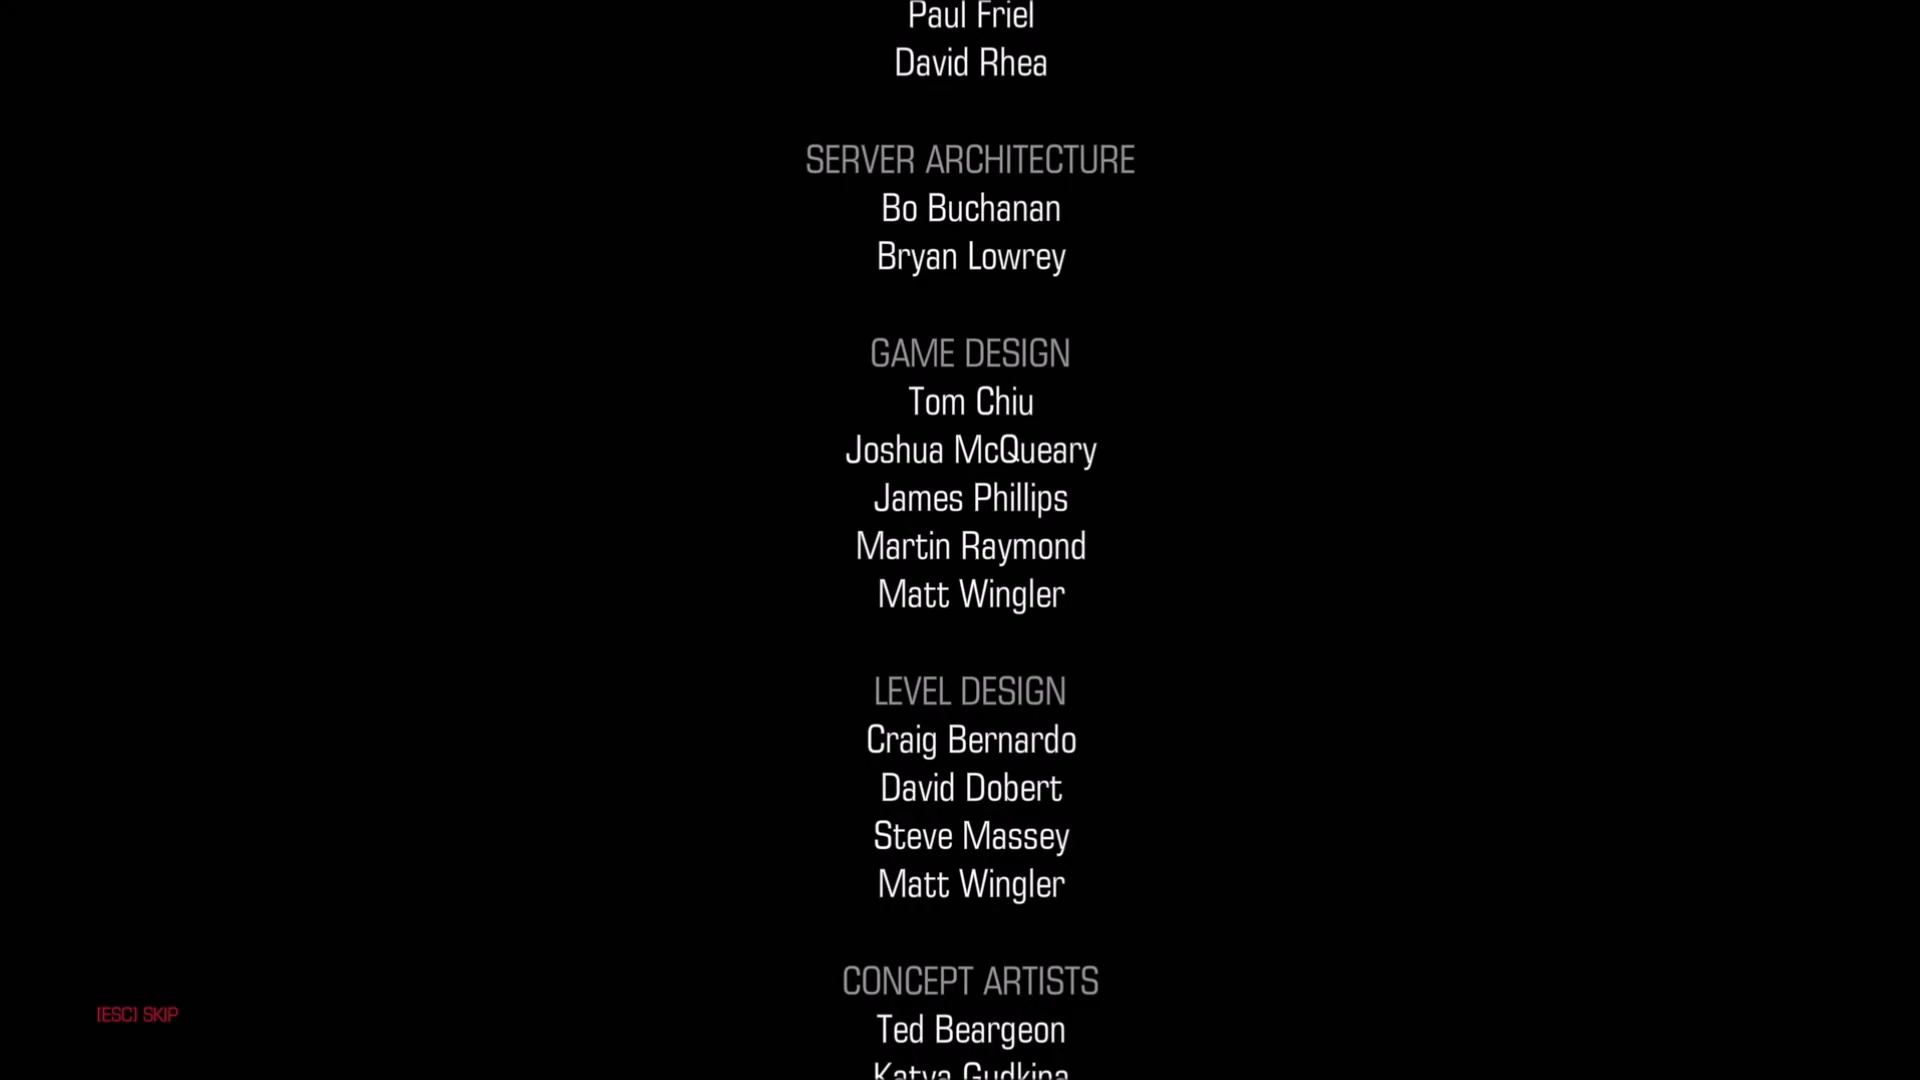 Paul Friel
David Rhea
SERVER ARCHITECTURE
Bo Buchanan
Bryan Lowrey
GAME DESIGN
Tom Chiu
Joshua McQueary
James Phillips
Martin Raymond
Matt Wingler
LEVEL DESIGN
Craig Bernardo
David Dobert
Steve Massey
Matt Wingler
CONCEPT ARTISTS
[ESC] SKIP
Ted Beargeon
Katya Gudkina